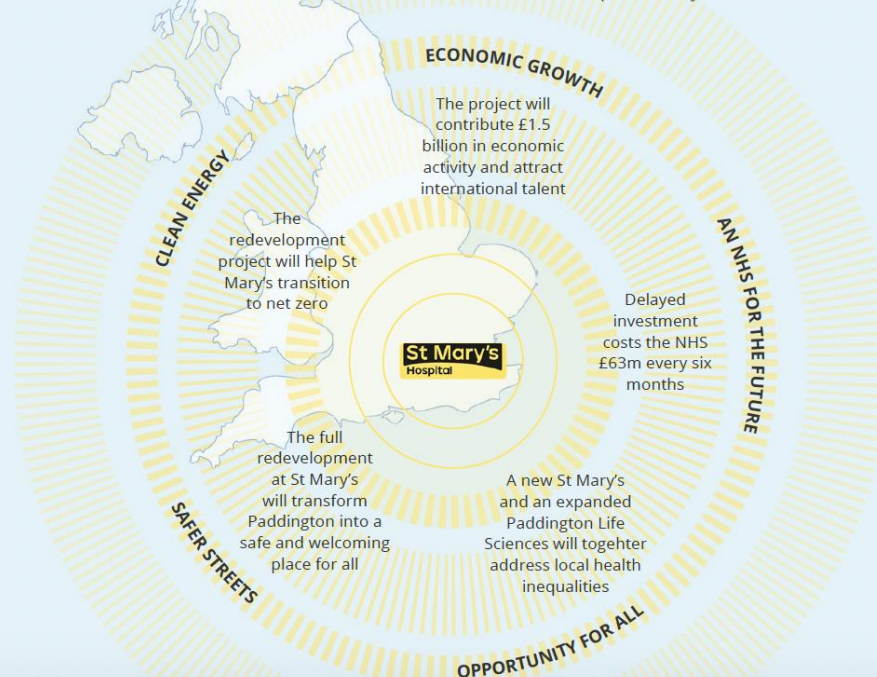 ECONOMIC GROWTH
The project will
contribute £1.5
billion in economic
activity and attract
international talent
CLEAN ENERGY
The
redevelopment
project will help St
Mary's transition
to net zero
AN NHS FOR THE FUTURE
Delayed
investment
costs the NHS
£63m every six
months
St Mary's
Hospital
SAFER STREETS
The full
redevelopment
at St Mary's
will transform
Paddington into a
safe and welcoming
place for all
OPPORTUNITY FOR ALL
A new St Mary's
and an expanded
Paddington Life
Sciences will togehter
address local health
inequalities